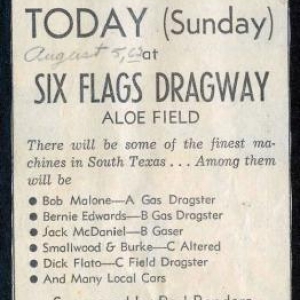 TODAY (Sunday)
August 5, 62 at
SIX FLAGS DRAGWAY
ALOE FIELD
There will be some of the finest ma-
chines in South Texas . . . Among them
will be
● Bob Malone—A Gas Dragster
● Bernie Edwards—B Gas Dragster
● Jack McDaniel—B Gaser
● Smallwood & Burke—C Altered
● Dick Flato—C Field Dragster
● And Many Local Cars